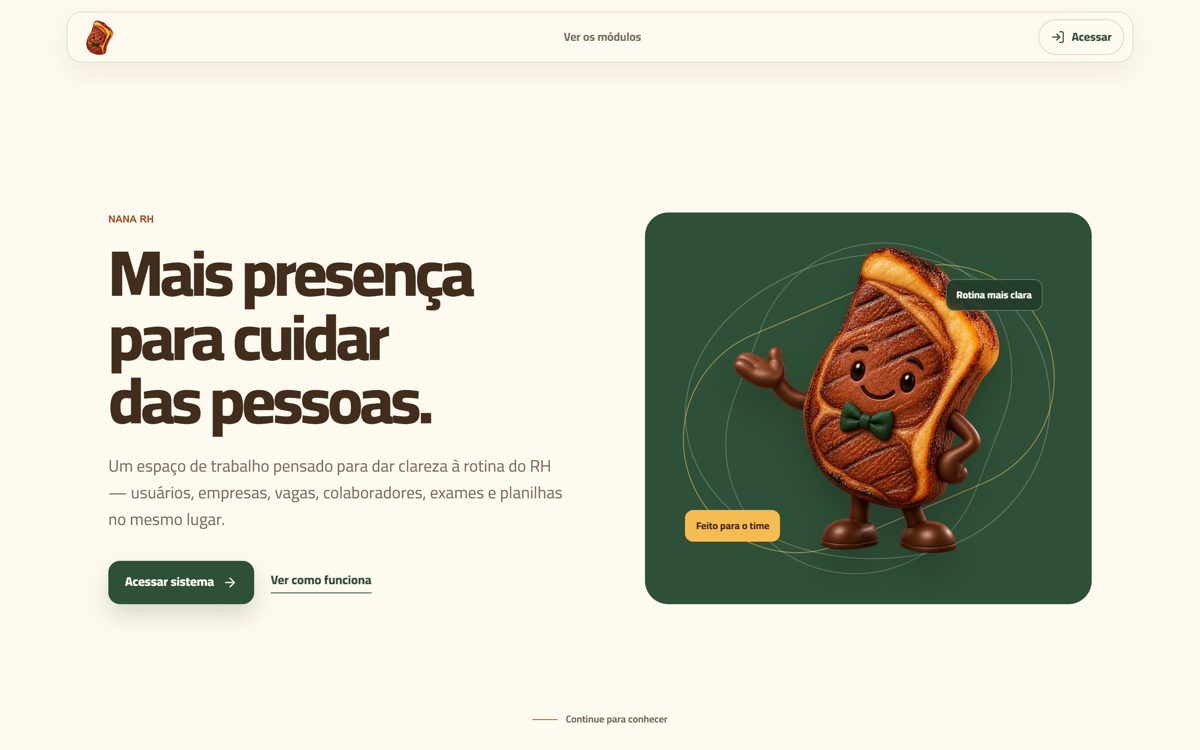 Ver os módulos
Acessar
NANA RH
Mais presença
para cuidar
das pessoas.
Um espaço de trabalho pensado para dar clareza à rotina do RH
— usuários, empresas, vagas, colaboradores, exames e planilhas
no mesmo lugar.
Acessar sistema
Ver como funciona
Rotina mais clara
Feito para o time
Continue para conhecer